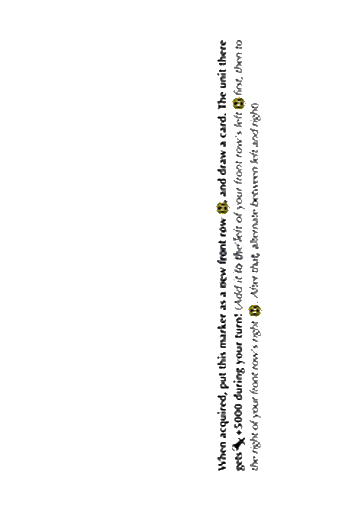 When acquired, put this marker as a new front row , and draw a card. The unit there
gets +5000 during your turn! (Add it to the left of your front row's left first, then to
the right of your front row's right . After that, alternate between left and right)